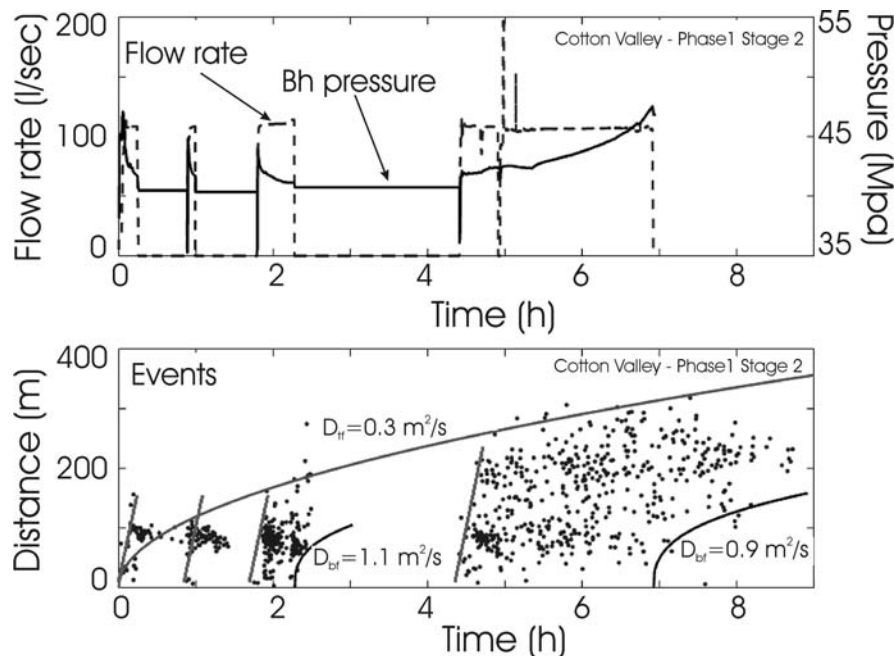 Cotton Valley - Phase1 Stage 2
Flow rate
Bh pressure
Flow rate (l/sec)
200
100
0
55
45
35
Pressure (Mpa)
0 2 4 6 8
Time (h)
Events
Cotton Valley - Phase1 Stage 2
D_tf=0.3 m²/s
D_bf=1.1 m²/s
D_bf=0.9 m²/s
Distance (m)
400
200
0
0 2 4 6 8
Time (h)